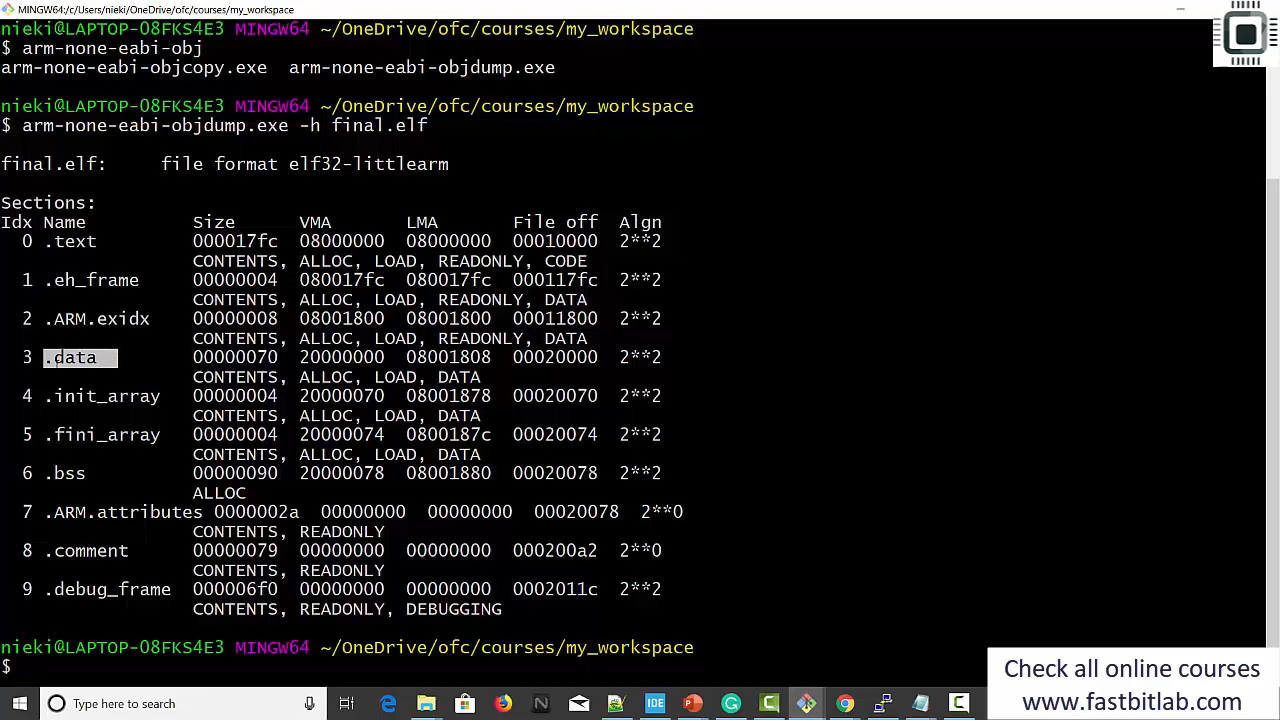 MINGW64:/c/Users/nieki/OneDrive/ofc/courses/my_workspace
nieki@LAPTOP-O8FKS4E3 MINGW64 ~/OneDrive/ofc/courses/my_workspace
$ arm-none-eabi-obj
arm-none-eabi-objcopy.exe  arm-none-eabi-objdump.exe
nieki@LAPTOP-O8FKS4E3 MINGW64 ~/OneDrive/ofc/courses/my_workspace
$ arm-none-eabi-objdump.exe -h final.elf
final.elf:     file format elf32-littlearm
Sections:
Idx Name          Size      VMA       LMA       File off  Algn
  0 .text         000017fc  08000000  08000000  00010000  2**2
                  CONTENTS, ALLOC, LOAD, READONLY, CODE
  1 .eh_frame     00000004  080017fc  080017fc  000117fc  2**2
                  CONTENTS, ALLOC, LOAD, READONLY, DATA
  2 .ARM.exidx    00000008  08001800  08001800  00011800  2**2
                  CONTENTS, ALLOC, LOAD, READONLY, DATA
  3 .data         00000070  20000000  08001808  00020000  2**2
                  CONTENTS, ALLOC, LOAD, DATA
  4 .init_array   00000004  20000070  08001878  00020070  2**2
                  CONTENTS, ALLOC, LOAD, DATA
  5 .fini_array   00000004  20000074  0800187c  00020074  2**2
                  CONTENTS, ALLOC, LOAD, DATA
  6 .bss          00000090  20000078  08001880  00020078  2**2
                  ALLOC
  7 .ARM.attributes 0000002a  00000000  00000000  00020078  2**0
                  CONTENTS, READONLY
  8 .comment      00000079  00000000  00000000  000200a2  2**0
                  CONTENTS, READONLY
  9 .debug_frame  000006f0  00000000  00000000  0002011c  2**2
                  CONTENTS, READONLY, DEBUGGING
nieki@LAPTOP-O8FKS4E3 MINGW64 ~/OneDrive/ofc/courses/my_workspace
$
Check all online courses
www.fastbitlab.com
Type here to search
IDE